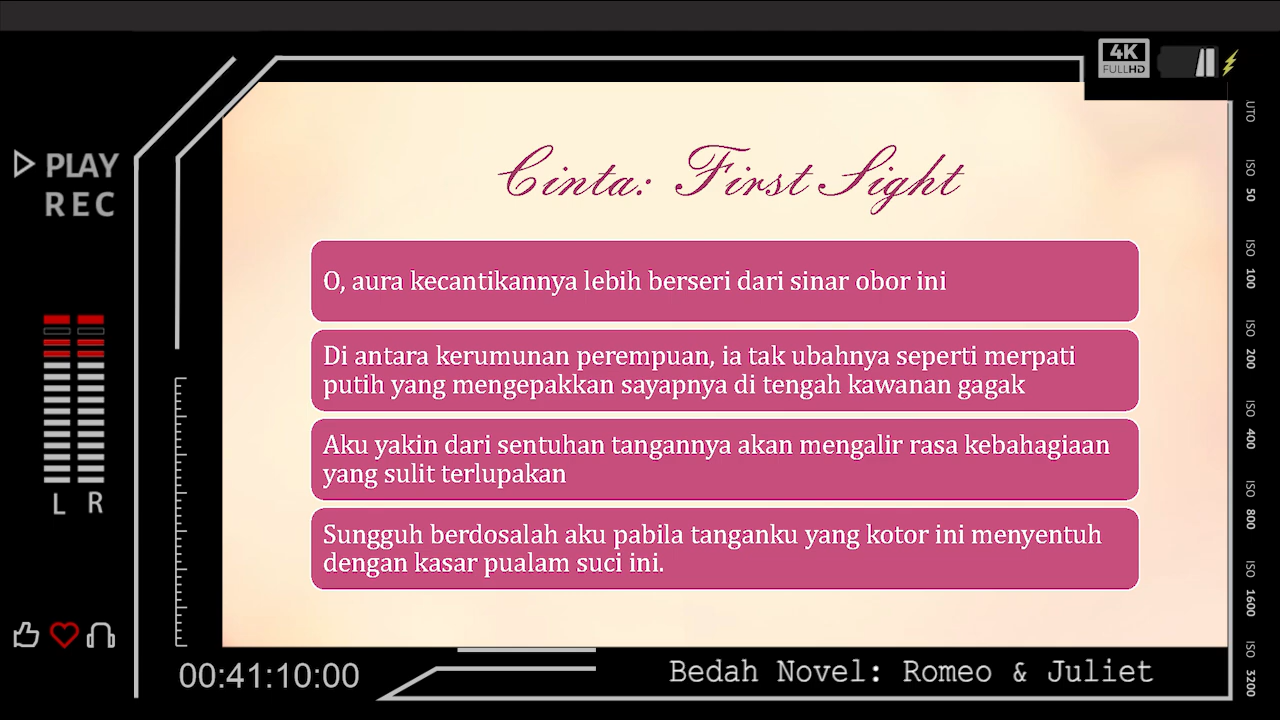 4K
FULLHD
PLAY
REC
Cinta: First Sight
O, aura kecantikannya lebih berseri dari sinar obor ini
Di antara kerumunan perempuan, ia tak ubahnya seperti merpati
putih yang mengepakkan sayapnya di tengah kawanan gagak
Aku yakin dari sentuhan tangannya akan mengalir rasa kebahagiaan
yang sulit terlupakan
Sungguh berdosalah aku pabila tanganku yang kotor ini menyentuh
dengan kasar pualam suci ini.
L R
00:41:10:00
Bedah Novel: Romeo & Juliet
UTO
ISO 50
ISO 100
ISO 200
ISO 400
ISO 800
ISO 1600
ISO 3200